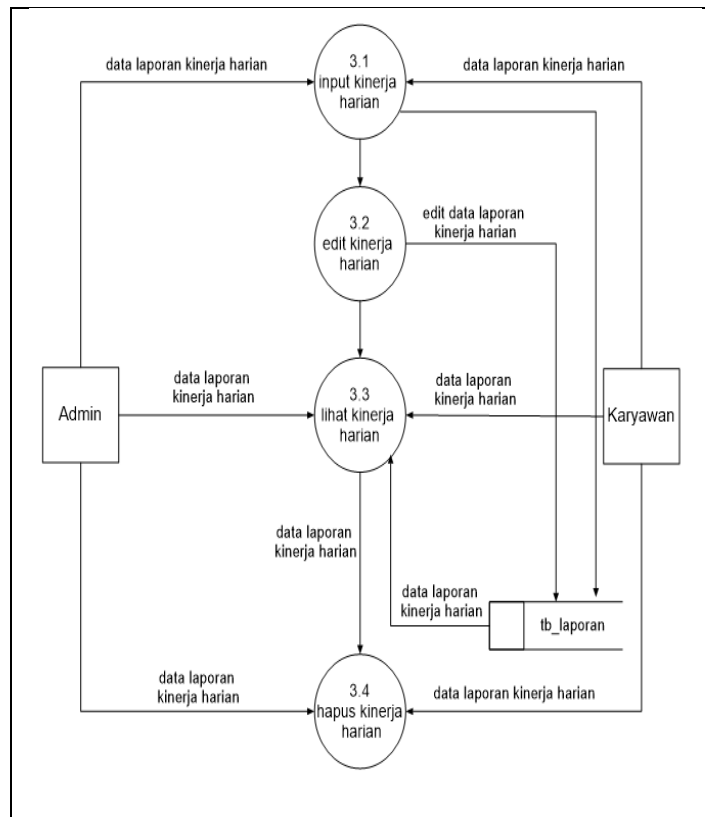 3.1
input kinerja
harian
data laporan kinerja harian
data laporan kinerja harian
3.2
edit kinerja
harian
edit data laporan
kinerja harian
Admin
data laporan
kinerja harian
3.3
lihat kinerja
harian
data laporan
kinerja harian
Karyawan
data laporan
kinerja harian
data laporan
kinerja harian
tb_laporan
data laporan
kinerja harian
3.4
hapus kinerja
harian
data laporan kinerja harian